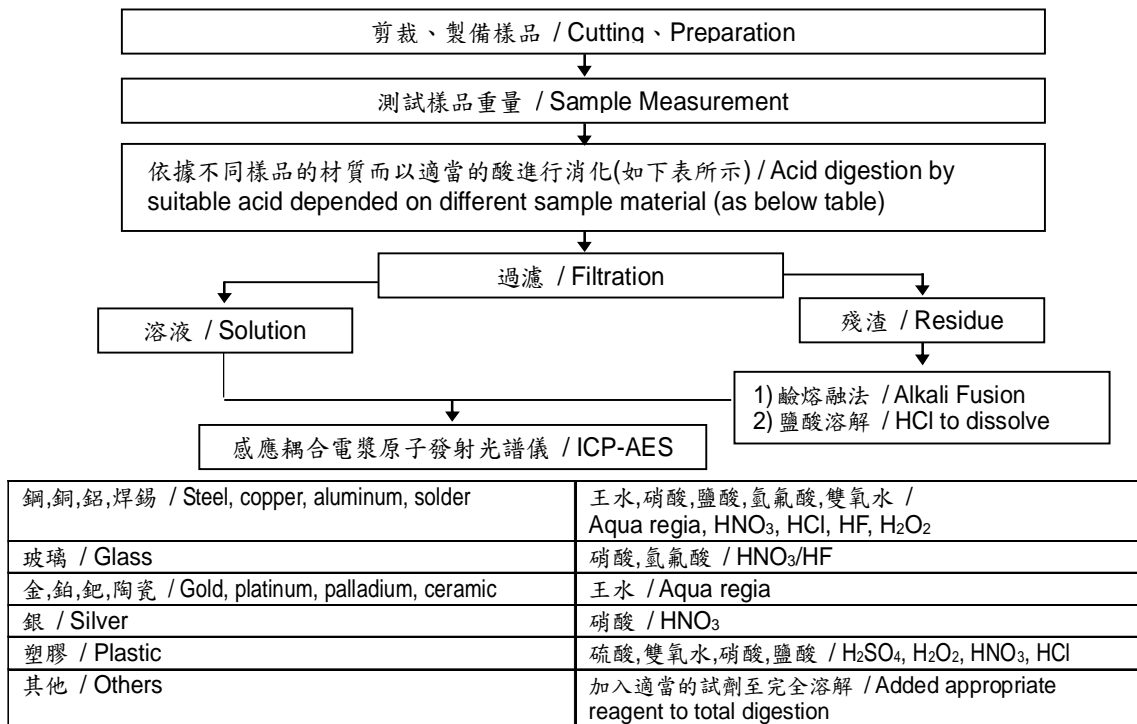 剪裁、製備樣品 / Cutting、Preparation
測試樣品重量 / Sample Measurement
依據不同樣品的材質而以適當的酸進行消化(如下表所示) / Acid digestion by
suitable acid depended on different sample material (as below table)
過濾 / Filtration
溶液 / Solution
殘渣 / Residue
1) 鹼熔融法 / Alkali Fusion
2) 鹽酸溶解 / HCl to dissolve
感應耦合電漿原子發射光譜儀 / ICP-AES
鋼,銅,鋁,焊錫 / Steel, copper, aluminum, solder
王水,硝酸,鹽酸,氫氟酸,雙氧水 /
Aqua regia, HNO₃, HCl, HF, H₂O₂
玻璃 / Glass
硝酸,氫氟酸 / HNO₃/HF
金,鉑,鈀,陶瓷 / Gold, platinum, palladium, ceramic
王水 / Aqua regia
銀 / Silver
硝酸 / HNO₃
塑膠 / Plastic
硫酸,雙氧水,硝酸,鹽酸 / H₂SO₄, H₂O₂, HNO₃, HCl
其他 / Others
加入適當的試劑至完全溶解 / Added appropriate
reagent to total digestion